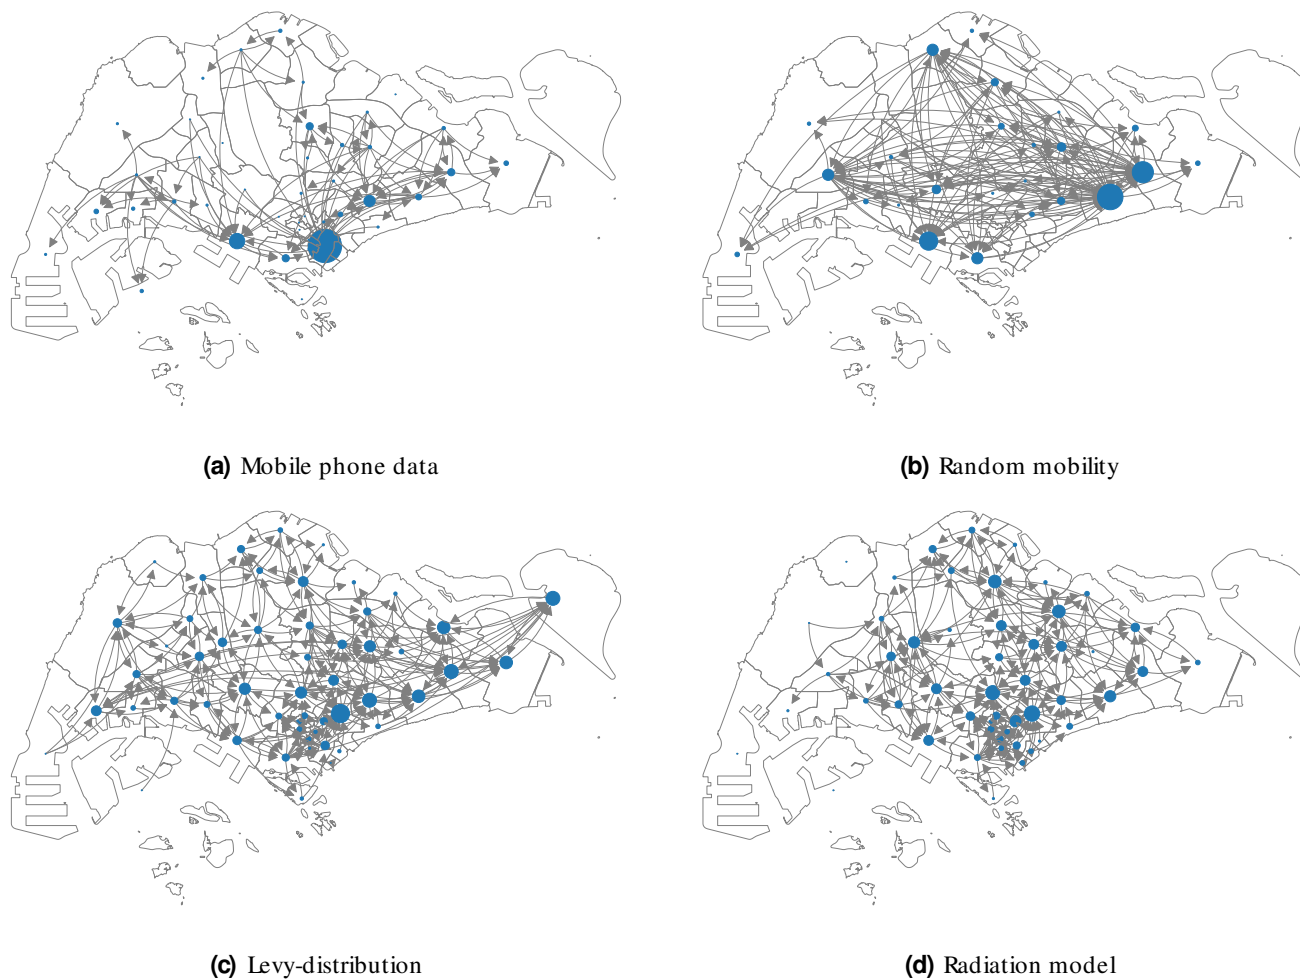 (a) Mobile phone data
(b) Random mobility
(c) Levy-distribution
(d) Radiation model